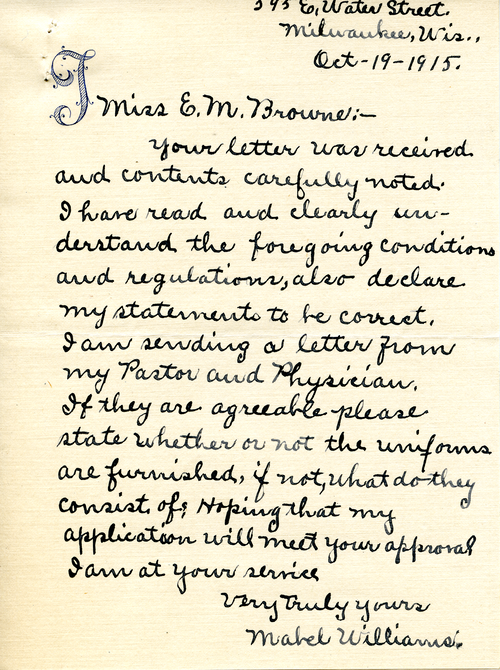 395 E. Water Street.
Milwaukee, Wis.,
Oct-19-1915.
J
Miss E. M. Browne:-
Your letter was received
and contents carefully noted.
I have read and clearly un-
derstand the foregoing conditions
and regulations, also declare
my statements to be correct.
I am sending a letter from
my Pastor and Physician.
If they are agreeable please
state whether or not the uniforms
are furnished, if not, what do they
consist of; Hoping that my
application will meet your approval
I am at your service
Very truly yours
Mabel Williams.